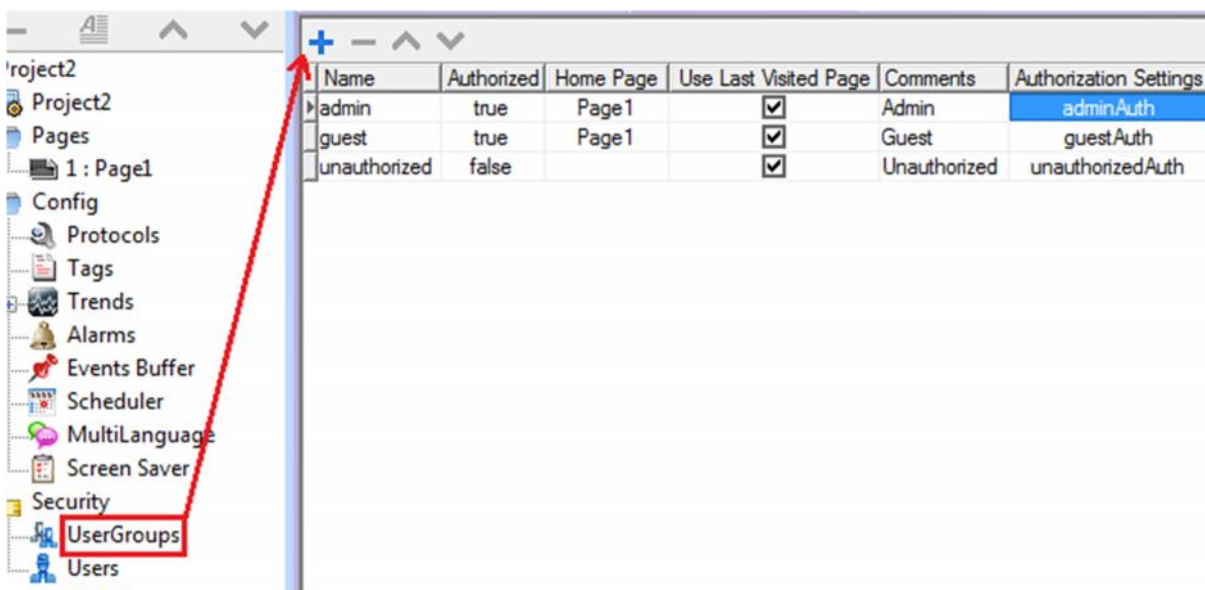 roject2
Project2
Pages
1 : Page1
Config
Protocols
Tags
Trends
Alarms
Events Buffer
Scheduler
MultiLanguage
Screen Saver
Security
UserGroups
Users
Name Authorized Home Page Use Last Visited Page Comments Authorization Settings
admin true Page1 Admin adminAuth
guest true Page1 Guest guestAuth
unauthorized false Unauthorized unauthorizedAuth